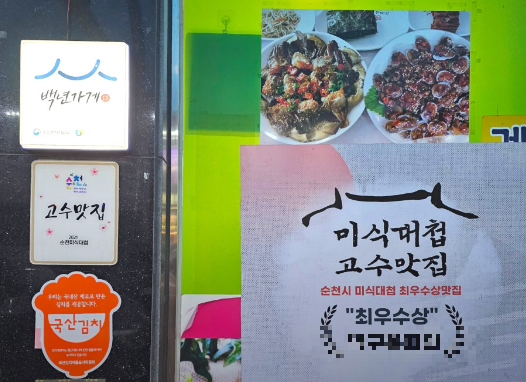 백년가게
순천
고수맛집
2021
순천미식대첩
우리는 국내산 재료로 만든
김치를 제공합니다
국산김치
미식대첩
고수맛집
순천시 미식대첩 최우수상맛집
"최우수상"